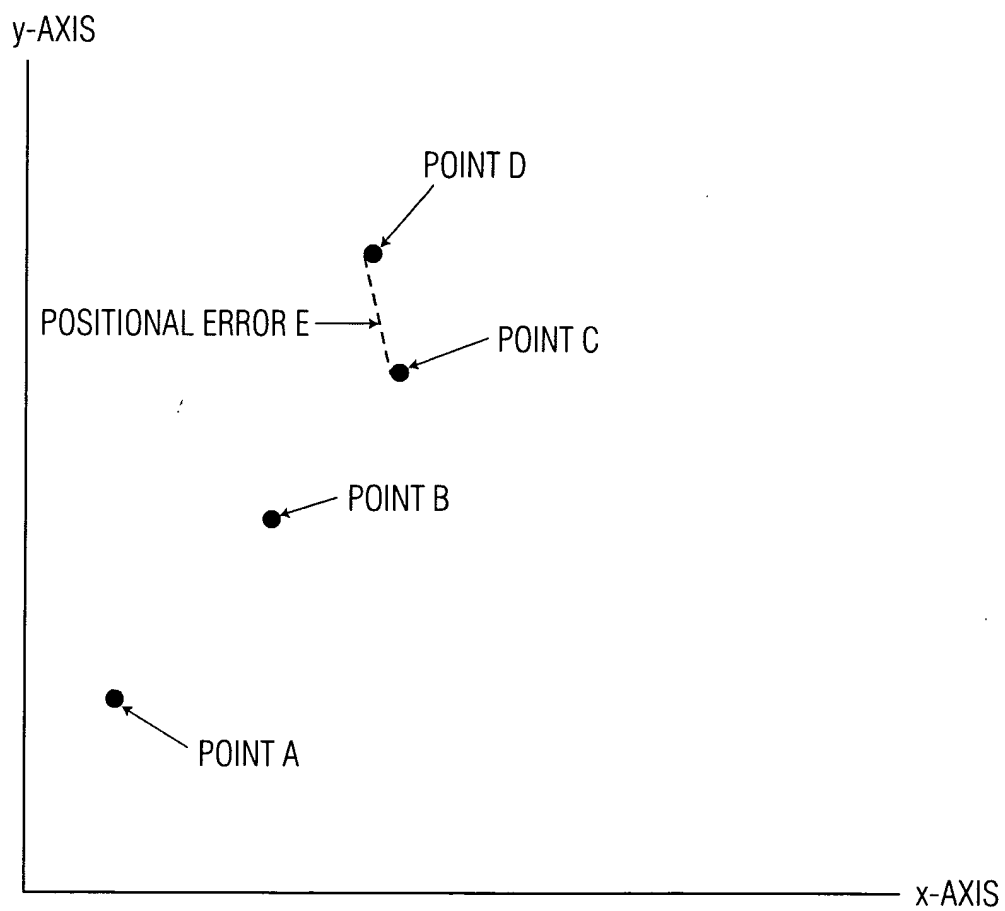 y-AXIS
POINT D
POSITIONAL ERROR E
POINT C
POINT B
POINT A
x-AXIS